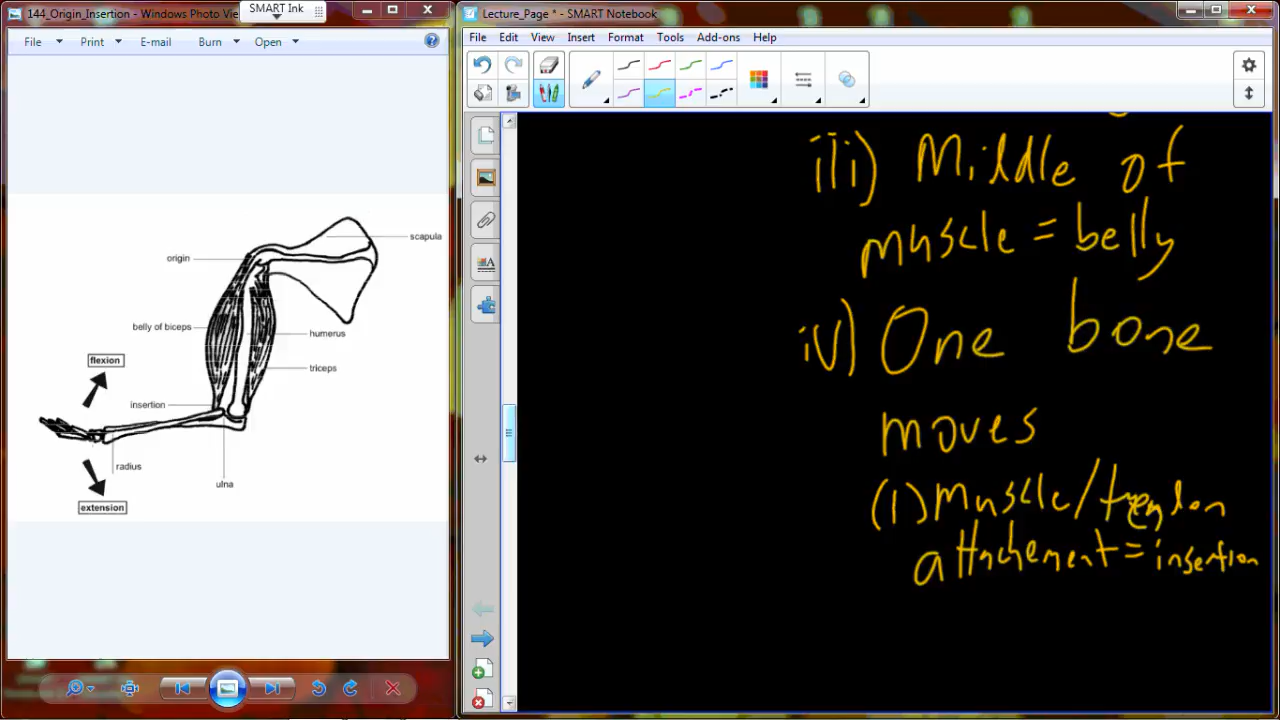 144_Origin_Insertion - Windows Photo Vie
SMART Ink
File Print E-mail Burn Open
origin
scapula
belly of biceps
humerus
flexion
triceps
insertion
radius
ulna
extension
Lecture_Page * - SMART Notebook
File Edit View Insert Format Tools Add-ons Help
iii) Middle of
muscle = belly
iv) One bone
moves
(1) Muscle/
attachement = insertion